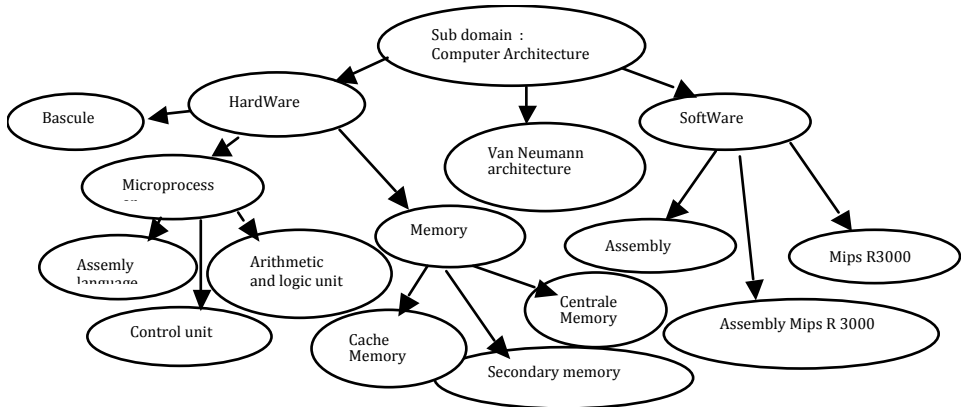 Sub domain :
Computer Architecture
HardWare
Bascule
SoftWare
Van Neumann
architecture
Microprocess
Memory
Assembly
Mips R3000
Assemly
language
Arithmetic
and logic unit
Centrale
Memory
Control unit
Assembly Mips R 3000
Cache
Memory
Secondary memory